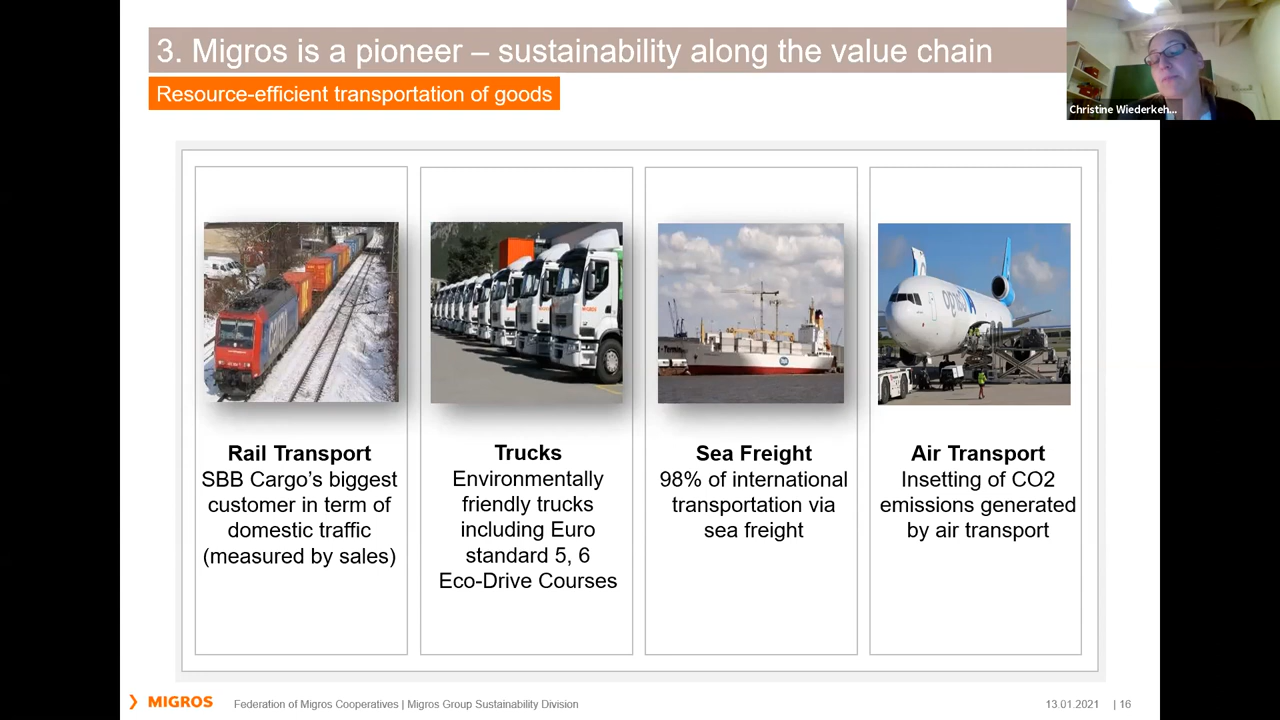 3. Migros is a pioneer – sustainability along the value chain
Resource-efficient transportation of goods
Christine Wiederkeh...
Rail Transport
SBB Cargo's biggest
customer in term of
domestic traffic
(measured by sales)
Trucks
Environmentally
friendly trucks
including Euro
standard 5, 6
Eco-Drive Courses
Sea Freight
98% of international
transportation via
sea freight
Air Transport
Insetting of CO2
emissions generated
by air transport
MIGROS
Federation of Migros Cooperatives | Migros Group Sustainability Division
13.01.2021 | 16